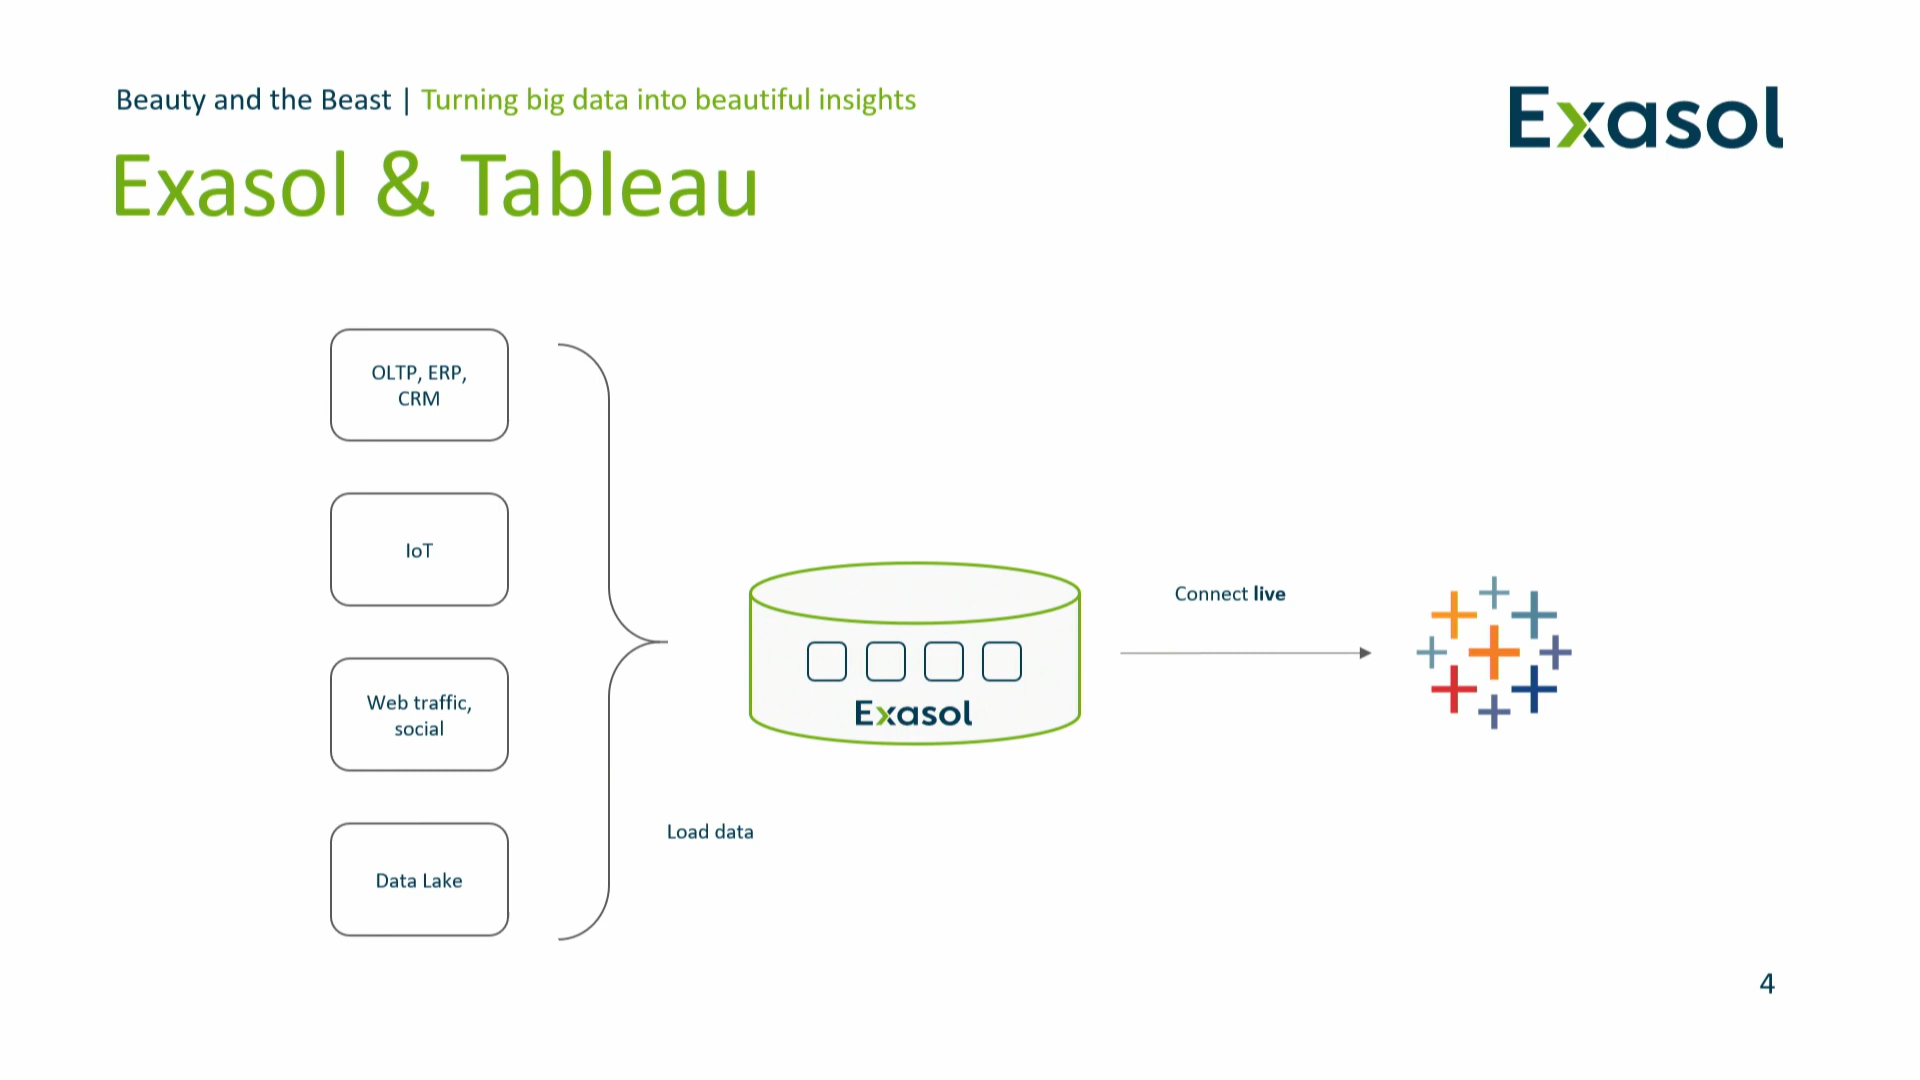 Beauty and the Beast | Turning big data into beautiful insights
Exasol
Exasol & Tableau
OLTP, ERP,
CRM
IoT
Web traffic,
social
Data Lake
Load data
Exasol
Connect live
4